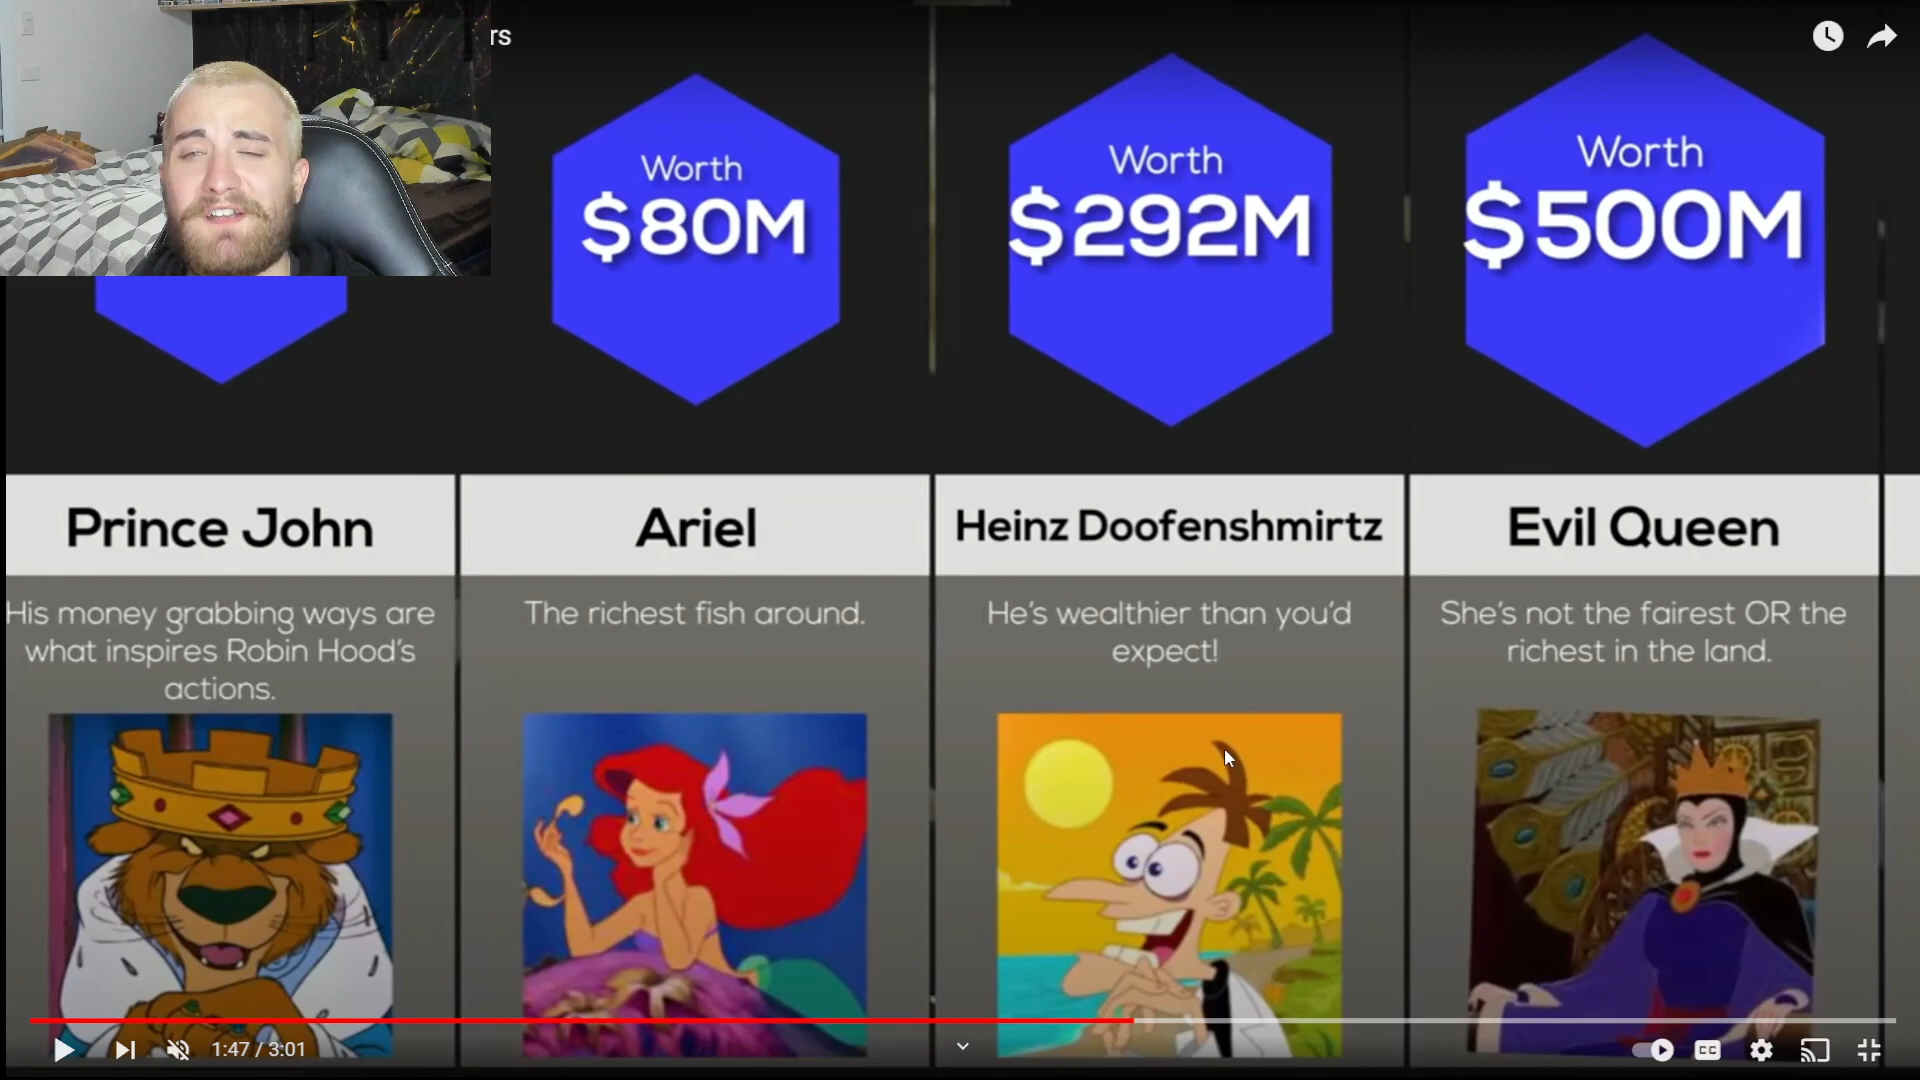 rs
Worth
$80M
Worth
$292M
Worth
$500M
Prince John
Ariel
Heinz Doofenshmirtz
Evil Queen
His money grabbing ways are
what inspires Robin Hood's
actions.
The richest fish around.
He's wealthier than you'd
expect!
She's not the fairest OR the
richest in the land.
1:47 / 3:01
CC